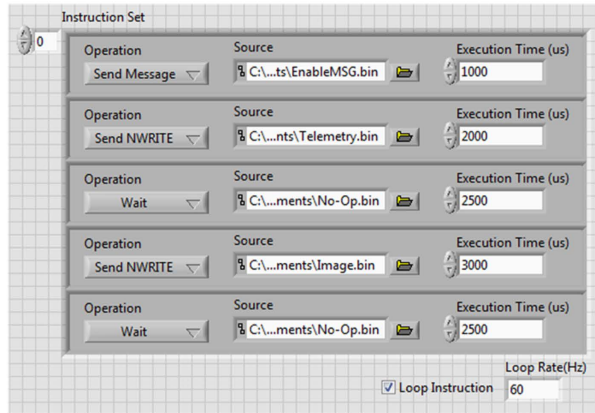 Instruction Set
0
Operation Source Execution Time (us)
Send Message C:\...ts\EnableMSG.bin 1000
Operation Source Execution Time (us)
Send NWRITE C:\...nts\Telemetry.bin 2000
Operation Source Execution Time (us)
Wait C:\...ments\No-Op.bin 2500
Operation Source Execution Time (us)
Send NWRITE C:\...ments\Image.bin 3000
Operation Source Execution Time (us)
Wait C:\...ments\No-Op.bin 2500
Loop Rate(Hz)
Loop Instruction 60